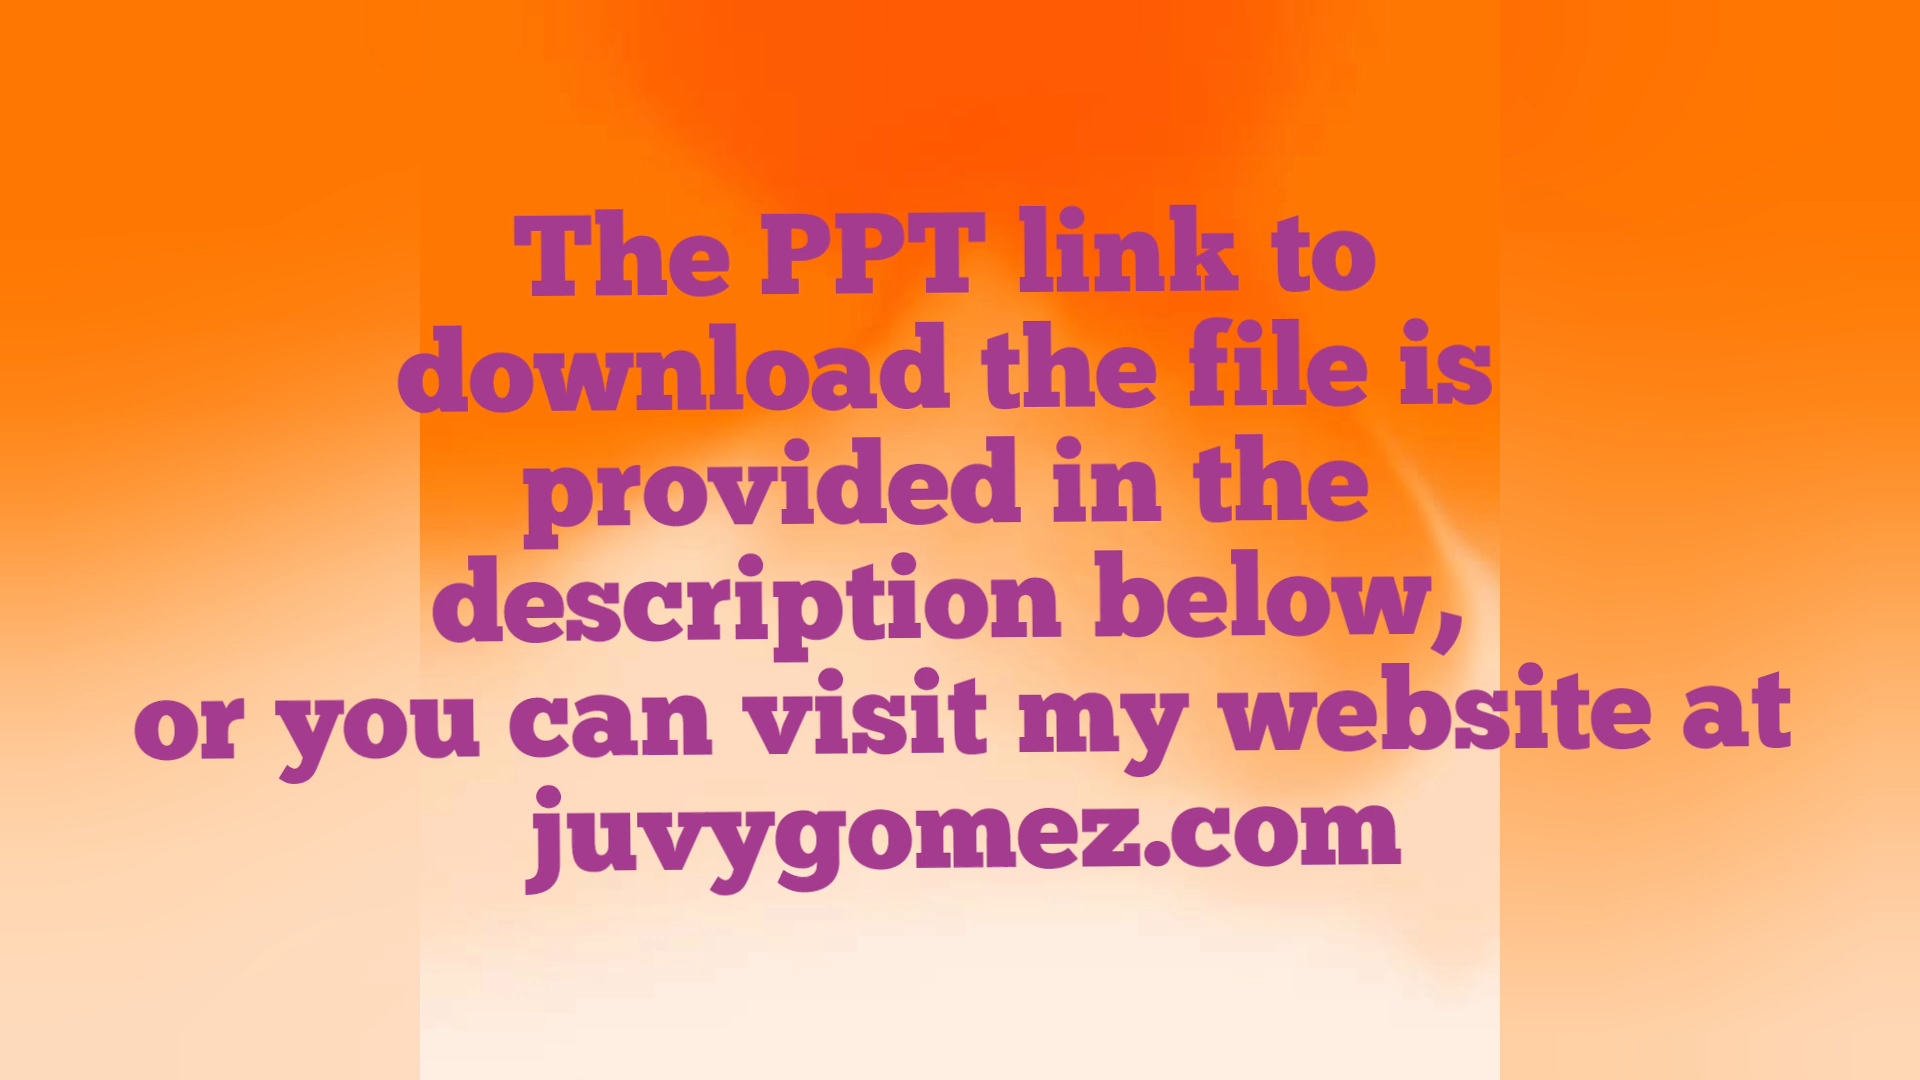 The PPT link to
download the file is
provided in the
description below,
or you can visit my website at
juvygomez.com